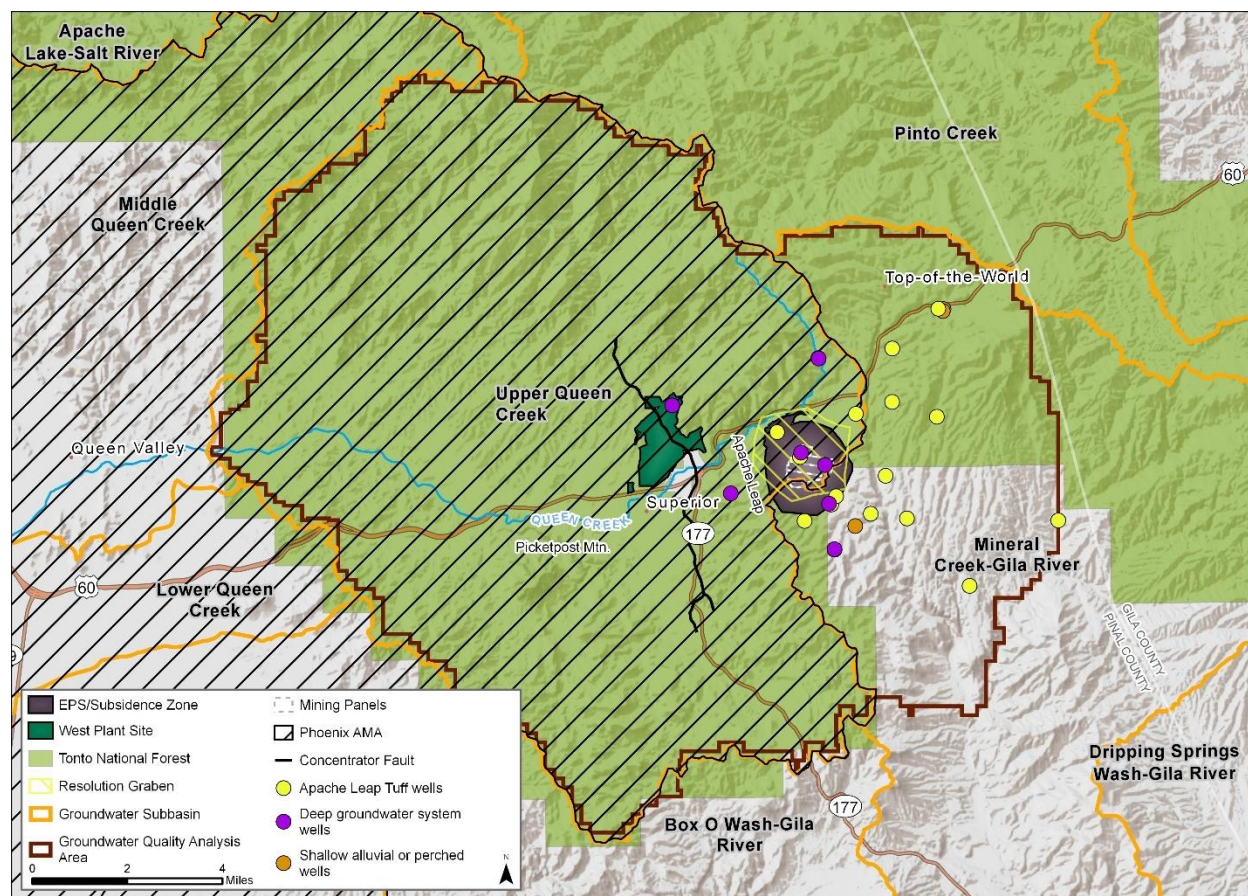 Apache
Lake-Salt River
Pinto Creek
60
Middle
Queen Creek
Top-of-the-World
Upper Queen
Creek
Queen Valley
Apache Leap
Superior
QUEEN CREEK
177
Picketpost Mtn.
Mineral
Creek-Gila River
60
Lower Queen
Creek
GILA COUNTY
PINAL COUNTY
9
Dripping Springs
Wash-Gila River
177
Box O Wash-Gila
River
EPS/Subsidence Zone
West Plant Site
Tonto National Forest
Resolution Graben
Groundwater Subbasin
Groundwater Quality Analysis
Area
0 2 4
Miles
Mining Panels
Phoenix AMA
Concentrator Fault
Apache Leap Tuff wells
Deep groundwater system
wells
Shallow alluvial or perched
wells
N